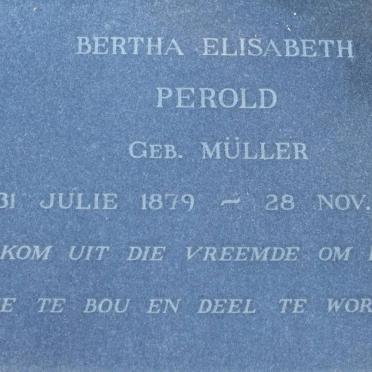 BERTHA ELISABETH
PEROLD
GEB. MÜLLER
31 JULIE 1879 ~ 28 NOV.
KOM UIT DIE VREEMDE OM
E TE BOU EN DEEL TE WOR